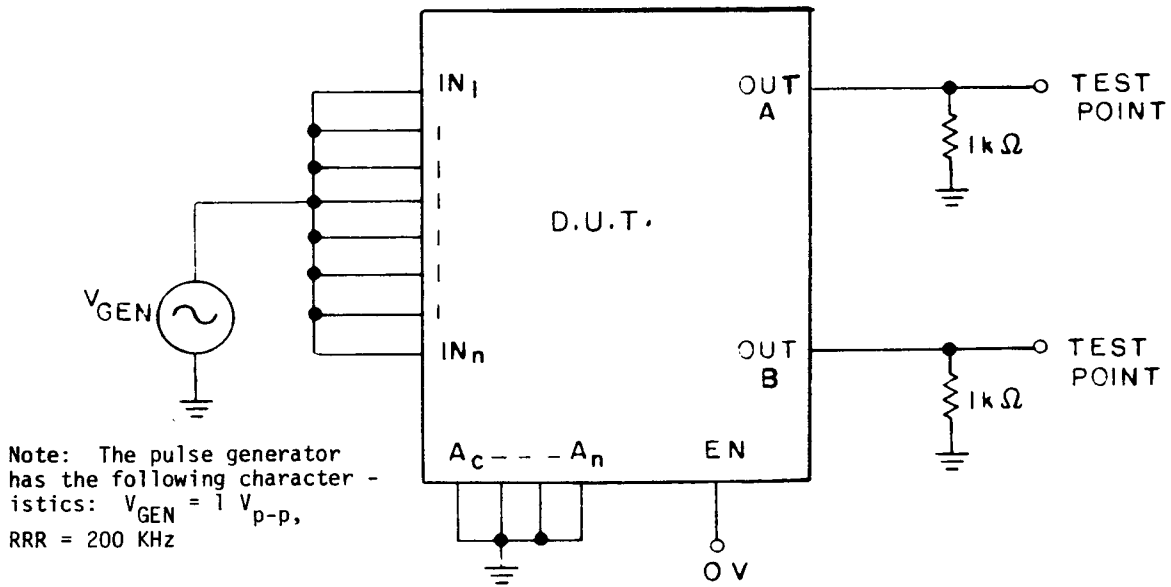 IN1
OUT A
TEST POINT
1kΩ
D.U.T.
VGEN
INn
OUT B
TEST POINT
1kΩ
Ac - - - An
EN
0V
Note: The pulse generator
has the following character -
istics: VGEN = 1 Vp-p,
RRR = 200 KHz